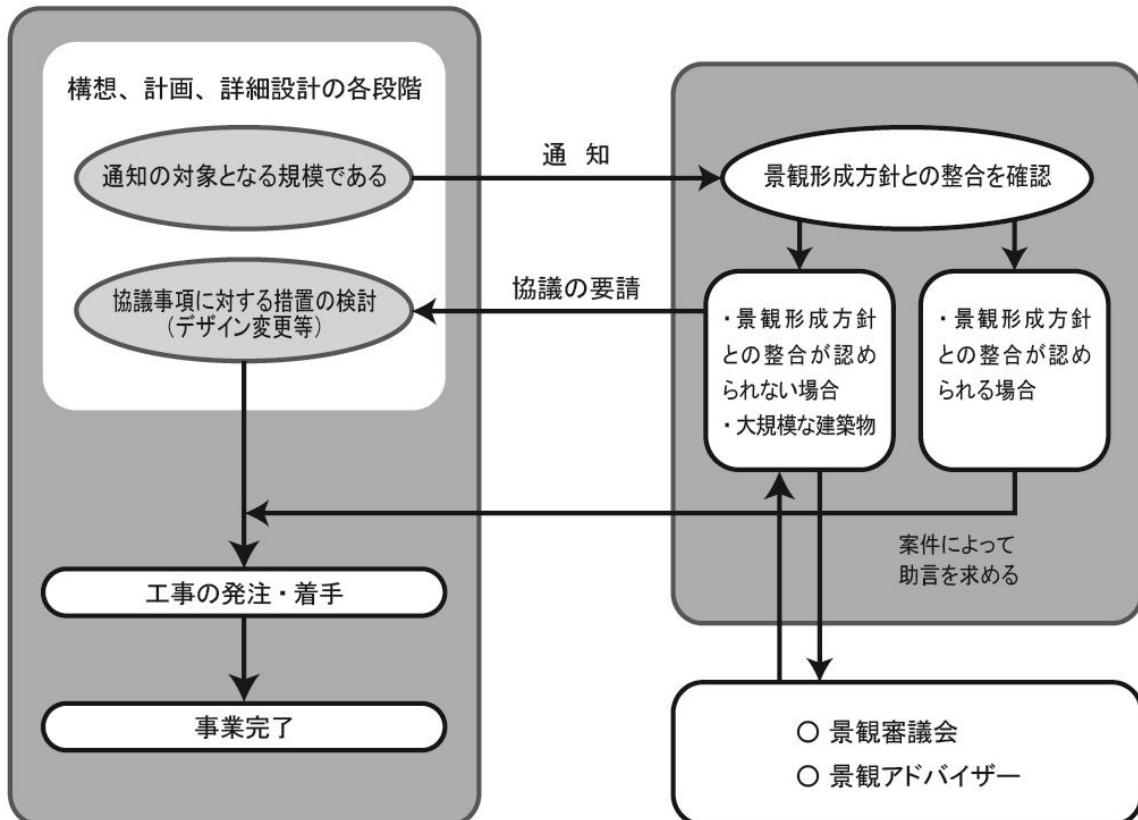 構想、計画、詳細設計の各段階
通知の対象となる規模である
通 知
景観形成方針との整合を確認
協議事項に対する措置の検討
(デザイン変更等)
協議の要請
・景観形成方針
との整合が認め
られない場合
・大規模な建築物
・景観形成方針
との整合が認め
られる場合
案件によって
助言を求める
工事の発注・着手
事業完了
○ 景観審議会
○ 景観アドバイザー